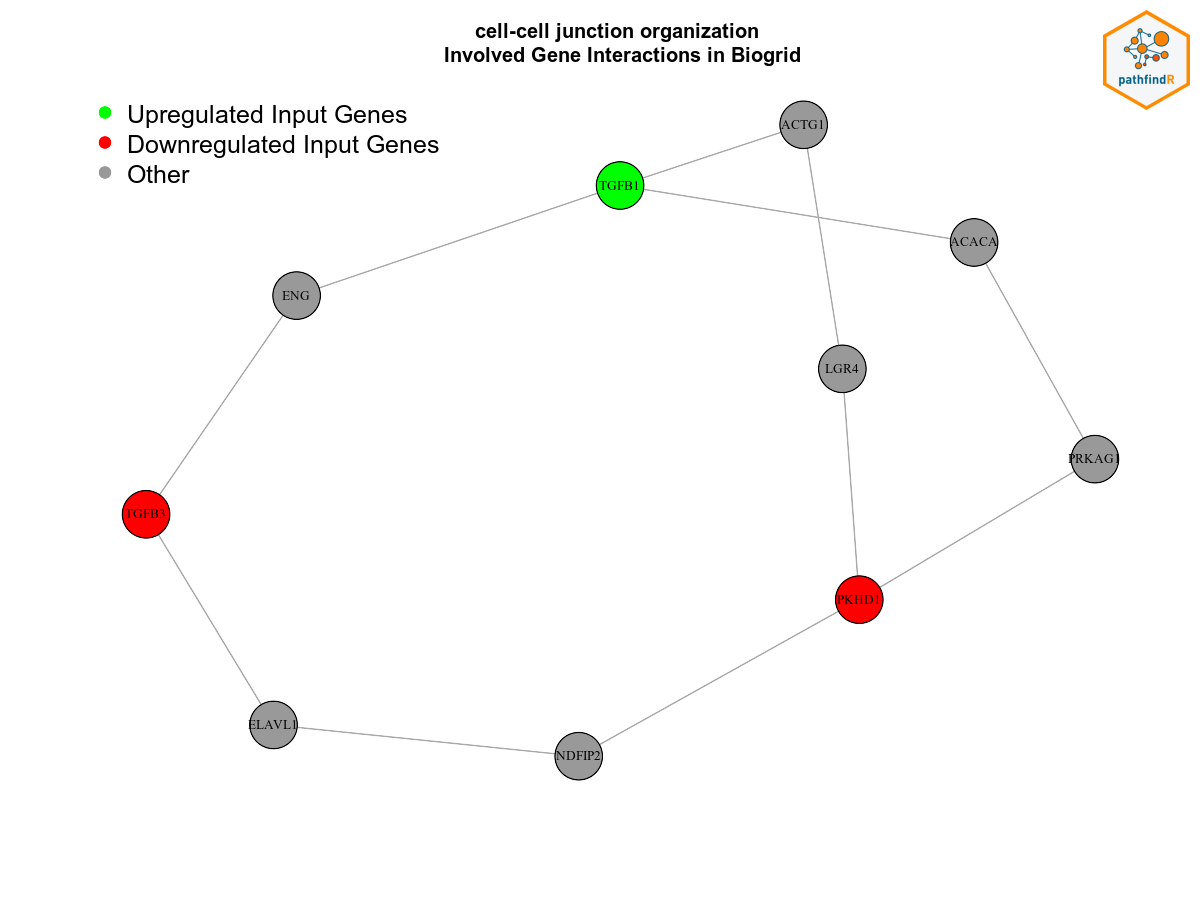 cell-cell junction organization
Involved Gene Interactions in Biogrid
pathfindR
Upregulated Input Genes
Downregulated Input Genes
Other
ACTG1
TGFB1
ACACA
ENG
LGR4
PRKAG1
TGFB3
PKHD1
ELAVL1
NDFIP2